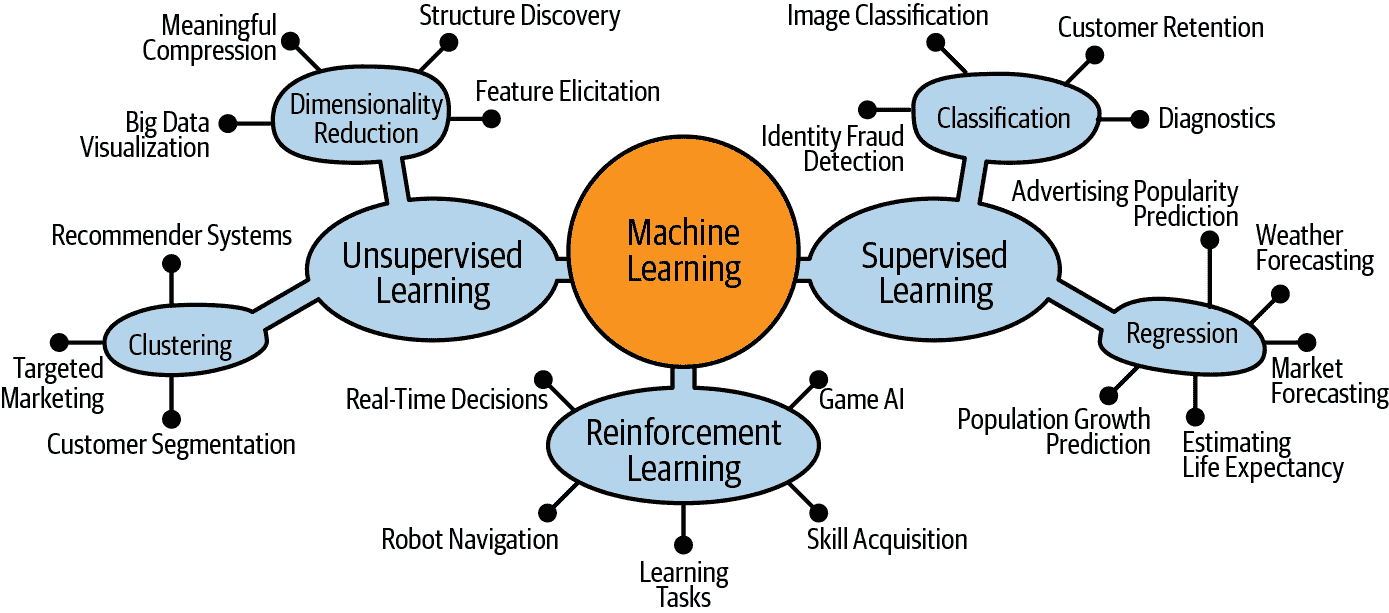 Meaningful
Compression
Structure Discovery
Dimensionality
Reduction
Feature Elicitation
Big Data
Visualization
Unsupervised
Learning
Recommender Systems
Clustering
Targeted
Marketing
Customer Segmentation
Machine
Learning
Image Classification
Customer Retention
Classification
Identity Fraud
Detection
Diagnostics
Supervised
Learning
Advertising Popularity
Prediction
Weather
Forecasting
Regression
Market
Forecasting
Population Growth
Prediction
Estimating
Life Expectancy
Real-Time Decisions
Game AI
Reinforcement
Learning
Robot Navigation
Learning
Tasks
Skill Acquisition